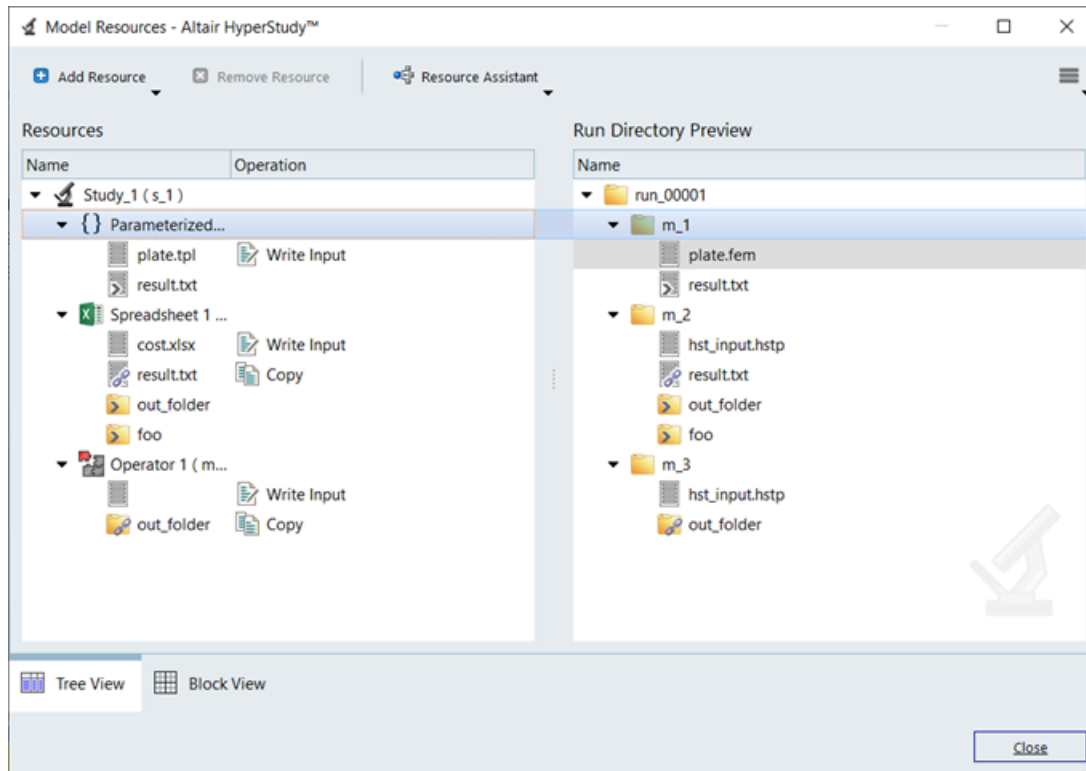 Model Resources - Altair HyperStudy™
Add Resource Remove Resource Resource Assistant
Resources
Name Operation
Study_1 ( s_1 )
Parameterized...
plate.tpl Write Input
result.txt
Spreadsheet 1 ...
cost.xlsx Write Input
result.txt Copy
out_folder
foo
Operator 1 ( m...
Write Input
out_folder Copy
Run Directory Preview
Name
run_00001
m_1
plate.fem
result.txt
m_2
hst_input.hstp
result.txt
out_folder
foo
m_3
hst_input.hstp
out_folder
Tree View Block View
Close